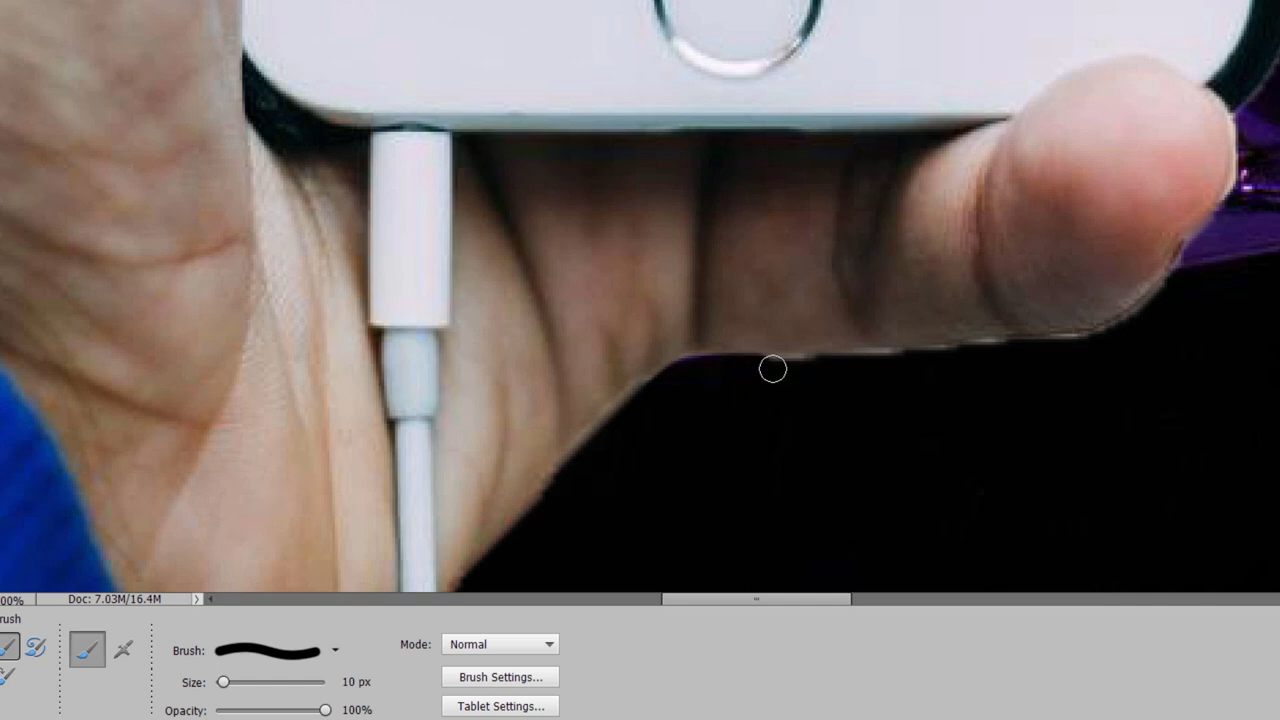 00%
Doc: 7.03M/16.4M
rush
Brush:
Mode:
Normal
Size:
10 px
Brush Settings...
Opacity:
100%
Tablet Settings...